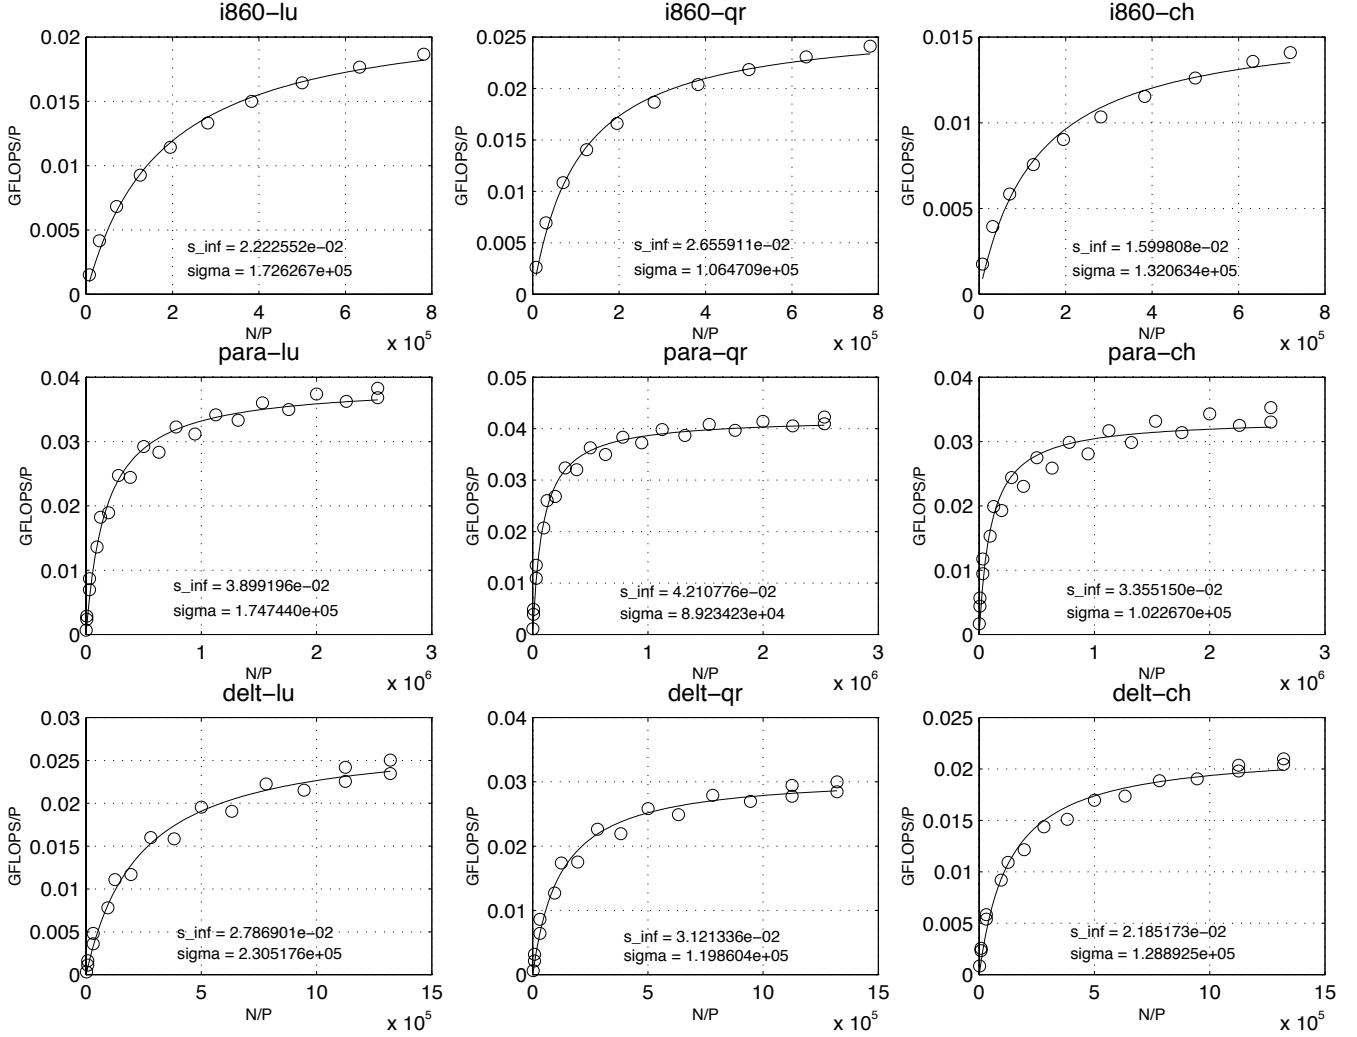 i860−lu
0.02
0.015
0.01
0.005
0
GFLOPS/P
s_inf = 2.222552e−02
sigma = 1.726267e+05
0 2 4 6 8
N/P
x 10^5
i860−qr
0.025
0.02
0.015
0.01
0.005
0
GFLOPS/P
s_inf = 2.655911e−02
sigma = 1.064709e+05
0 2 4 6 8
N/P
x 10^5
i860−ch
0.015
0.01
0.005
0
GFLOPS/P
s_inf = 1.599808e−02
sigma = 1.320634e+05
0 2 4 6 8
N/P
x 10^5
para−lu
0.04
0.03
0.02
0.01
0
GFLOPS/P
s_inf = 3.899196e−02
sigma = 1.747440e+05
0 1 2 3
N/P
x 10^6
para−qr
0.05
0.04
0.03
0.02
0.01
0
GFLOPS/P
s_inf = 4.210776e−02
sigma = 8.923423e+04
0 1 2 3
N/P
x 10^6
para−ch
0.04
0.03
0.02
0.01
0
GFLOPS/P
s_inf = 3.355150e−02
sigma = 1.022670e+05
0 1 2 3
N/P
x 10^6
delt−lu
0.03
0.025
0.02
0.015
0.01
0.005
0
GFLOPS/P
s_inf = 2.786901e−02
sigma = 2.305176e+05
0 5 10 15
N/P
x 10^5
delt−qr
0.04
0.03
0.02
0.01
0
GFLOPS/P
s_inf = 3.121336e−02
sigma = 1.198604e+05
0 5 10 15
N/P
x 10^5
delt−ch
0.025
0.02
0.015
0.01
0.005
0
GFLOPS/P
s_inf = 2.185173e−02
sigma = 1.288925e+05
0 5 10 15
N/P
x 10^5